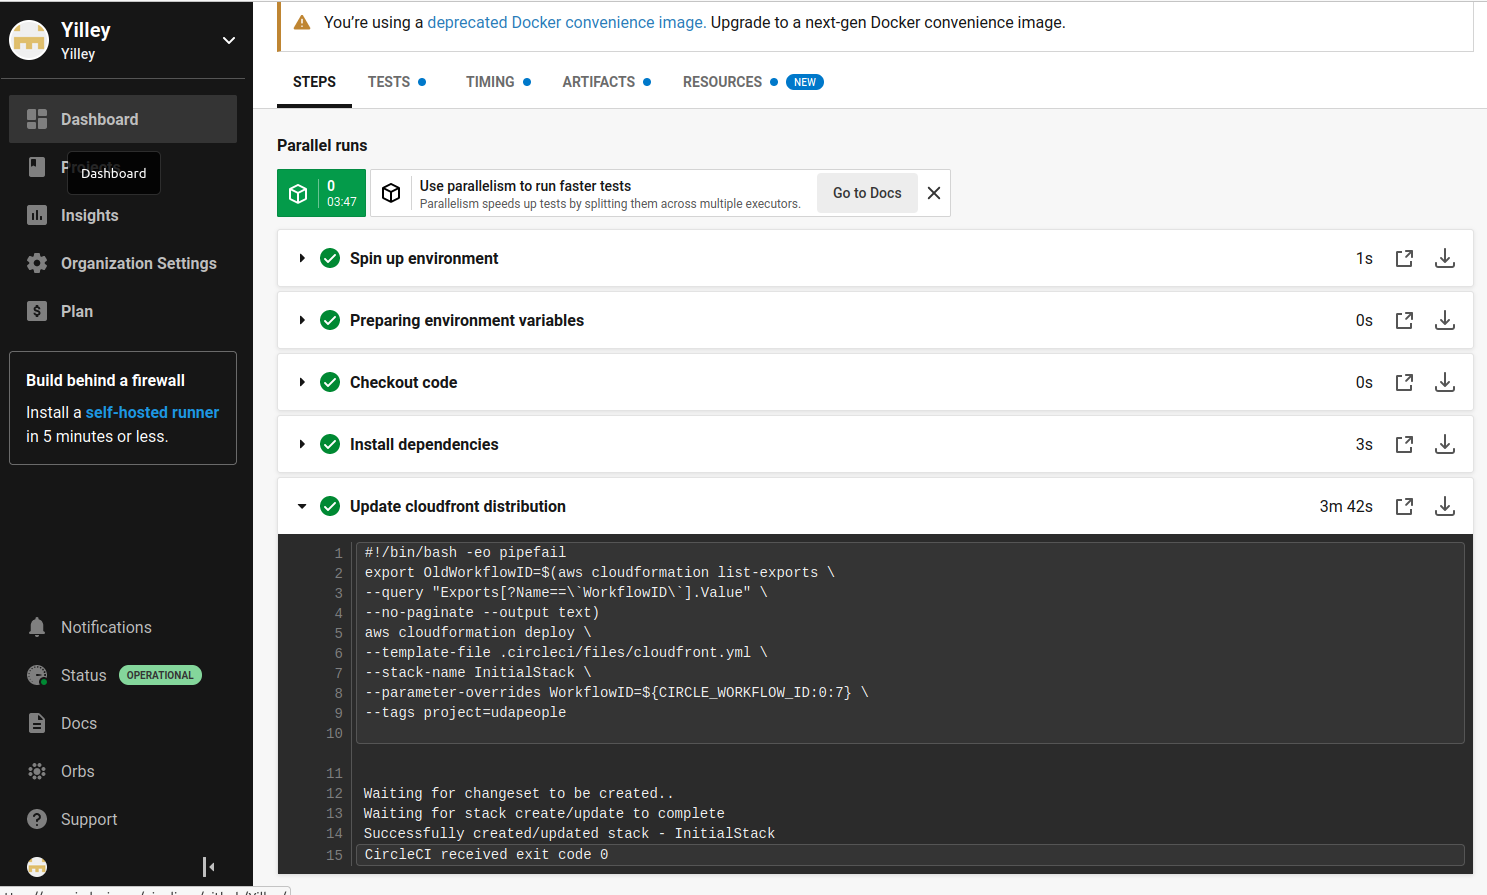 Yilley
Yilley
Dashboard
Dashboard
Insights
Organization Settings
Plan
Build behind a firewall
Install a self-hosted runner
in 5 minutes or less.
Notifications
Status OPERATIONAL
Docs
Orbs
Support
You're using a deprecated Docker convenience image. Upgrade to a next-gen Docker convenience image.
STEPS TESTS TIMING ARTIFACTS RESOURCES NEW
Parallel runs
0
03:47
Use parallelism to run faster tests
Parallelism speeds up tests by splitting them across multiple executors.
Go to Docs
Spin up environment 1s
Preparing environment variables 0s
Checkout code 0s
Install dependencies 3s
Update cloudfront distribution 3m 42s
1 #!/bin/bash -eo pipefail
2 export OldWorkflowID=$(aws cloudformation list-exports \
3 --query "Exports[?Name==\`WorkflowID\`].Value" \
4 --no-paginate --output text)
5 aws cloudformation deploy \
6 --template-file .circleci/files/cloudfront.yml \
7 --stack-name InitialStack \
8 --parameter-overrides WorkflowID=${CIRCLE_WORKFLOW_ID:0:7} \
9 --tags project=udapeople
10
11
12 Waiting for changeset to be created..
13 Waiting for stack create/update to complete
14 Successfully created/updated stack - InitialStack
15 CircleCI received exit code 0